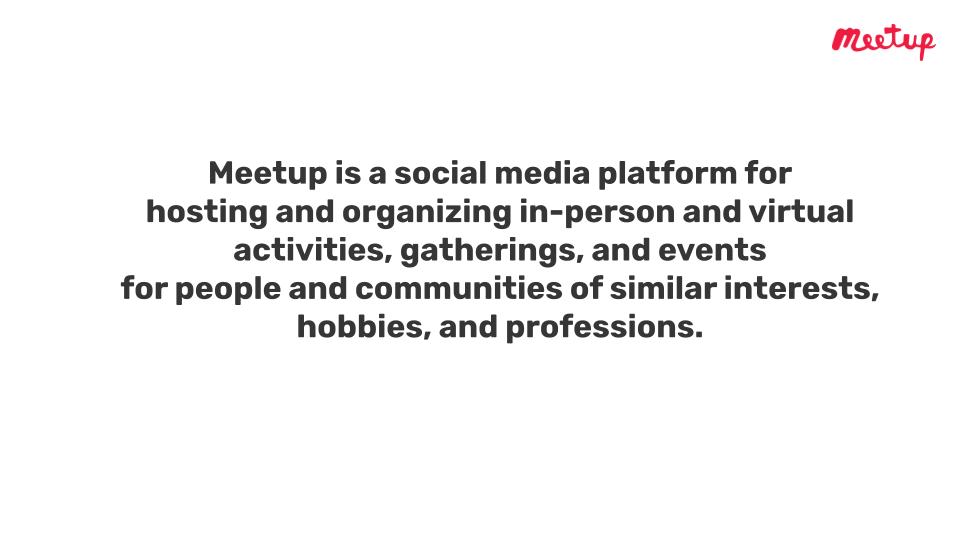 Meetup
Meetup is a social media platform for
hosting and organizing in-person and virtual
activities, gatherings, and events
for people and communities of similar interests,
hobbies, and professions.